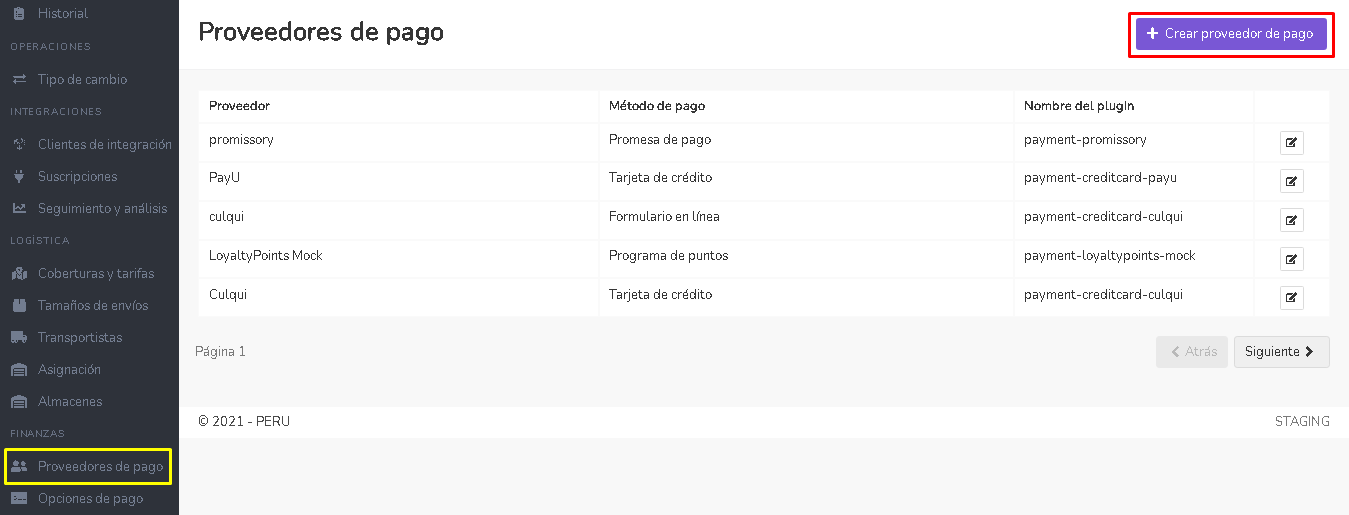 Historial
OPERACIONES
Tipo de cambio
INTEGRACIONES
Clientes de integración
Suscripciones
Seguimiento y análisis
LOGÍSTICA
Coberturas y tarifas
Tamaños de envíos
Transportistas
Asignación
Almacenes
FINANZAS
Proveedores de pago
Opciones de pago
Proveedores de pago
Crear proveedor de pago
Proveedor Método de pago Nombre del plugin
promissory Promesa de pago payment-promissory
PayU Tarjeta de crédito payment-creditcard-payu
culqui Formulario en línea payment-creditcard-culqui
LoyaltyPoints Mock Programa de puntos payment-loyaltypoints-mock
Culqui Tarjeta de crédito payment-creditcard-culqui
Página 1 Atrás Siguiente
© 2021 - PERU STAGING